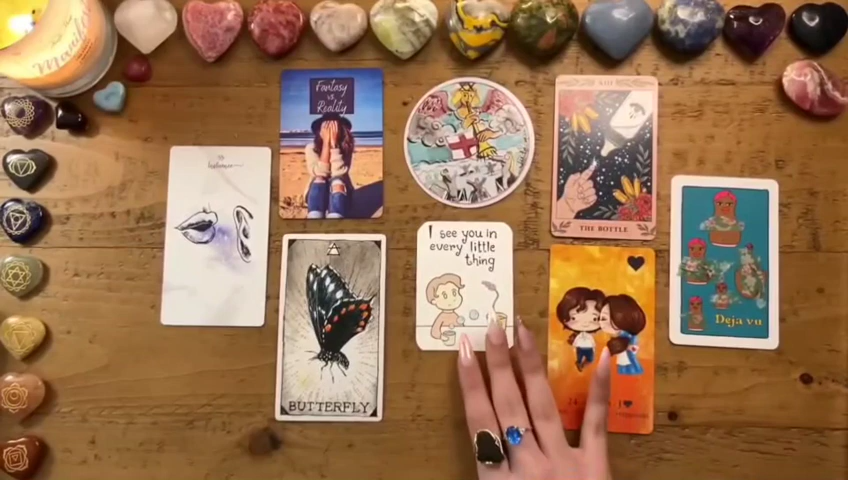 Fantasy
vs.
Reality
I see you in
every little
thing
THE BOTTLE
Deja vu
BUTTERFLY